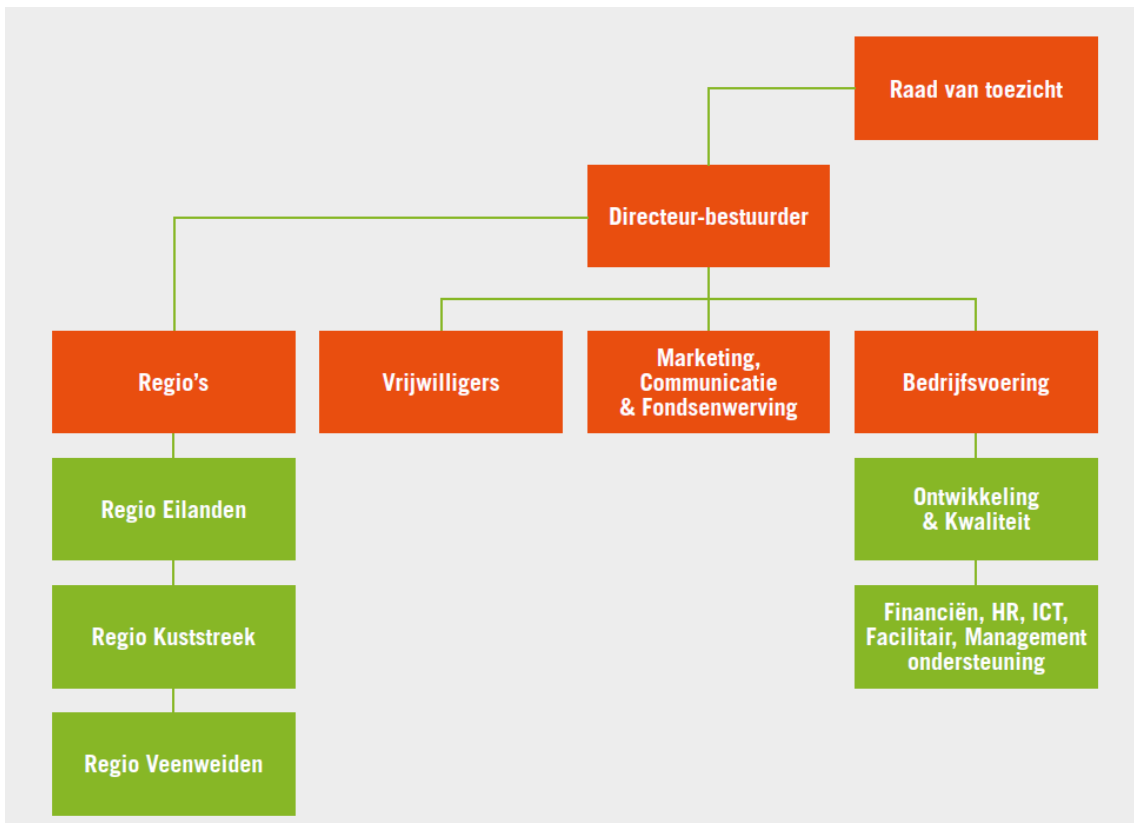 Raad van toezicht
Directeur-bestuurder
Regio's
Vrijwilligers
Marketing,
Communicatie
& Fondsenwerving
Bedrijfsvoering
Regio Eilanden
Ontwikkeling
& Kwaliteit
Regio Kuststreek
Financiën, HR, ICT,
Facilitair, Management
ondersteuning
Regio Veenweiden